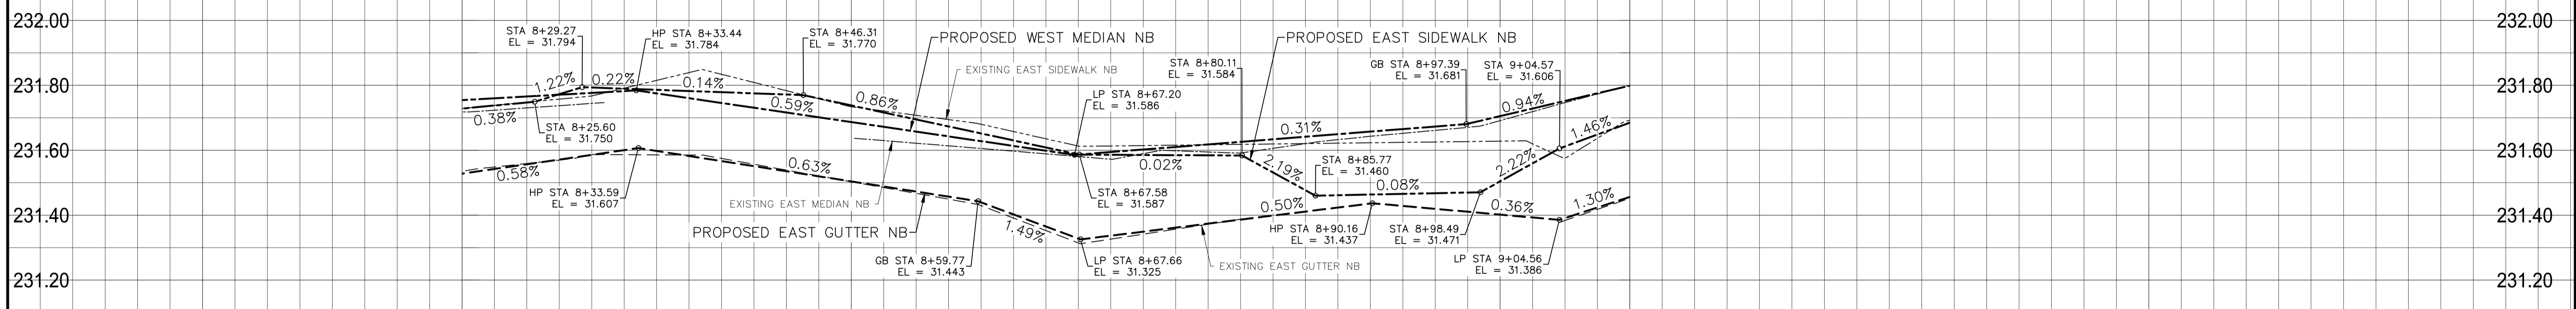 232.00
232.00
STA 8+29.27
EL = 31.794
HP STA 8+33.44
EL = 31.784
STA 8+46.31
EL = 31.770
PROPOSED WEST MEDIAN NB
PROPOSED EAST SIDEWALK NB
EXISTING EAST SIDEWALK NB
STA 8+80.11
EL = 31.584
GB STA 8+97.39
EL = 31.681
STA 9+04.57
EL = 31.606
231.80
231.80
1.22%
0.22%
0.14%
0.59%
0.86%
LP STA 8+67.20
EL = 31.586
0.31%
0.94%
0.38%
STA 8+25.60
EL = 31.750
1.46%
231.60
231.60
0.58%
0.63%
0.02%
2.19%
STA 8+85.77
EL = 31.460
0.08%
2.22%
HP STA 8+33.59
EL = 31.607
EXISTING EAST MEDIAN NB
STA 8+67.58
EL = 31.587
231.40
231.40
0.50%
0.36%
1.30%
PROPOSED EAST GUTTER NB
1.49%
HP STA 8+90.16
EL = 31.437
STA 8+98.49
EL = 31.471
GB STA 8+59.77
EL = 31.443
LP STA 8+67.66
EL = 31.325
EXISTING EAST GUTTER NB
LP STA 9+04.56
EL = 31.386
231.20
231.20